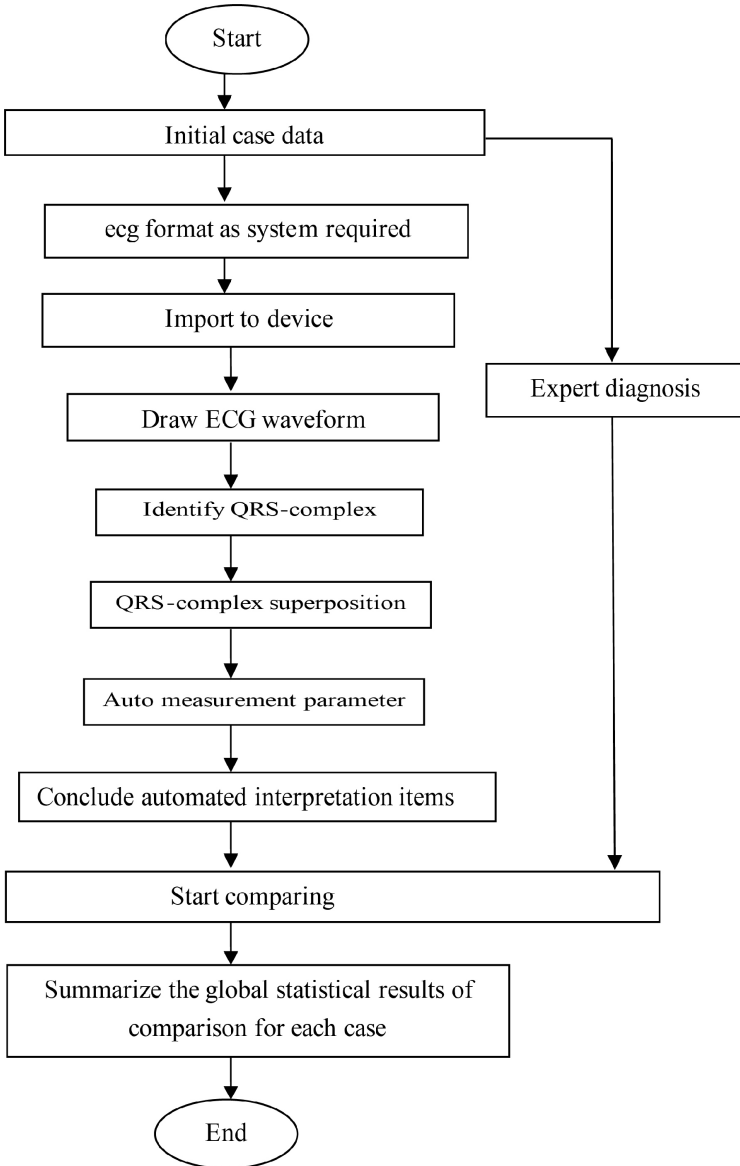 Start
Initial case data
ecg format as system required
Import to device
Expert diagnosis
Draw ECG waveform
Identify QRS-complex
QRS-complex superposition
Auto measurement parameter
Conclude automated interpretation items
Start comparing
Summarize the global statistical results of
comparison for each case
End